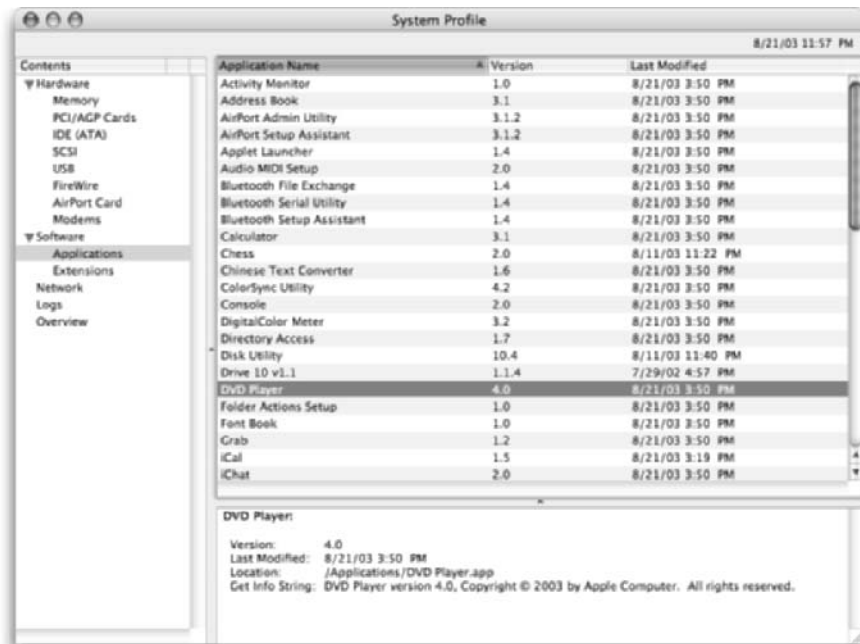 System Profile
8/21/03 11:57 PM
Contents
Hardware
Memory
PCI/AGP Cards
IDE (ATA)
SCSI
USB
FireWire
AirPort Card
Modems
Software
Applications
Extensions
Network
Logs
Overview
Application Name Version Last Modified
Activity Monitor 1.0 8/21/03 3:50 PM
Address Book 3.1 8/21/03 3:50 PM
AirPort Admin Utility 3.1.2 8/21/03 3:50 PM
AirPort Setup Assistant 3.1.2 8/21/03 3:50 PM
Applet Launcher 1.4 8/21/03 3:50 PM
Audio MIDI Setup 2.0 8/21/03 3:50 PM
Bluetooth File Exchange 1.4 8/21/03 3:50 PM
Bluetooth Serial Utility 1.4 8/21/03 3:50 PM
Bluetooth Setup Assistant 1.4 8/21/03 3:50 PM
Calculator 3.1 8/21/03 3:50 PM
Chess 2.0 8/11/03 11:22 PM
Chinese Text Converter 1.6 8/21/03 3:50 PM
ColorSync Utility 4.2 8/21/03 3:50 PM
Console 2.0 8/21/03 3:50 PM
DigitalColor Meter 3.2 8/21/03 3:50 PM
Directory Access 1.7 8/21/03 3:50 PM
Disk Utility 10.4 8/11/03 11:40 PM
Drive 10 v1.1 1.1.4 7/29/02 4:57 PM
DVD Player 4.0 8/21/03 3:50 PM
Folder Actions Setup 1.0 8/21/03 3:50 PM
Font Book 1.0 8/21/03 3:50 PM
Grab 1.2 8/21/03 3:50 PM
iCal 1.5 8/21/03 3:19 PM
iChat 2.0 8/21/03 3:50 PM
DVD Player:
Version: 4.0
Last Modified: 8/21/03 3:50 PM
Location: /Applications/DVD Player.app
Get Info String: DVD Player version 4.0, Copyright © 2003 by Apple Computer. All rights reserved.